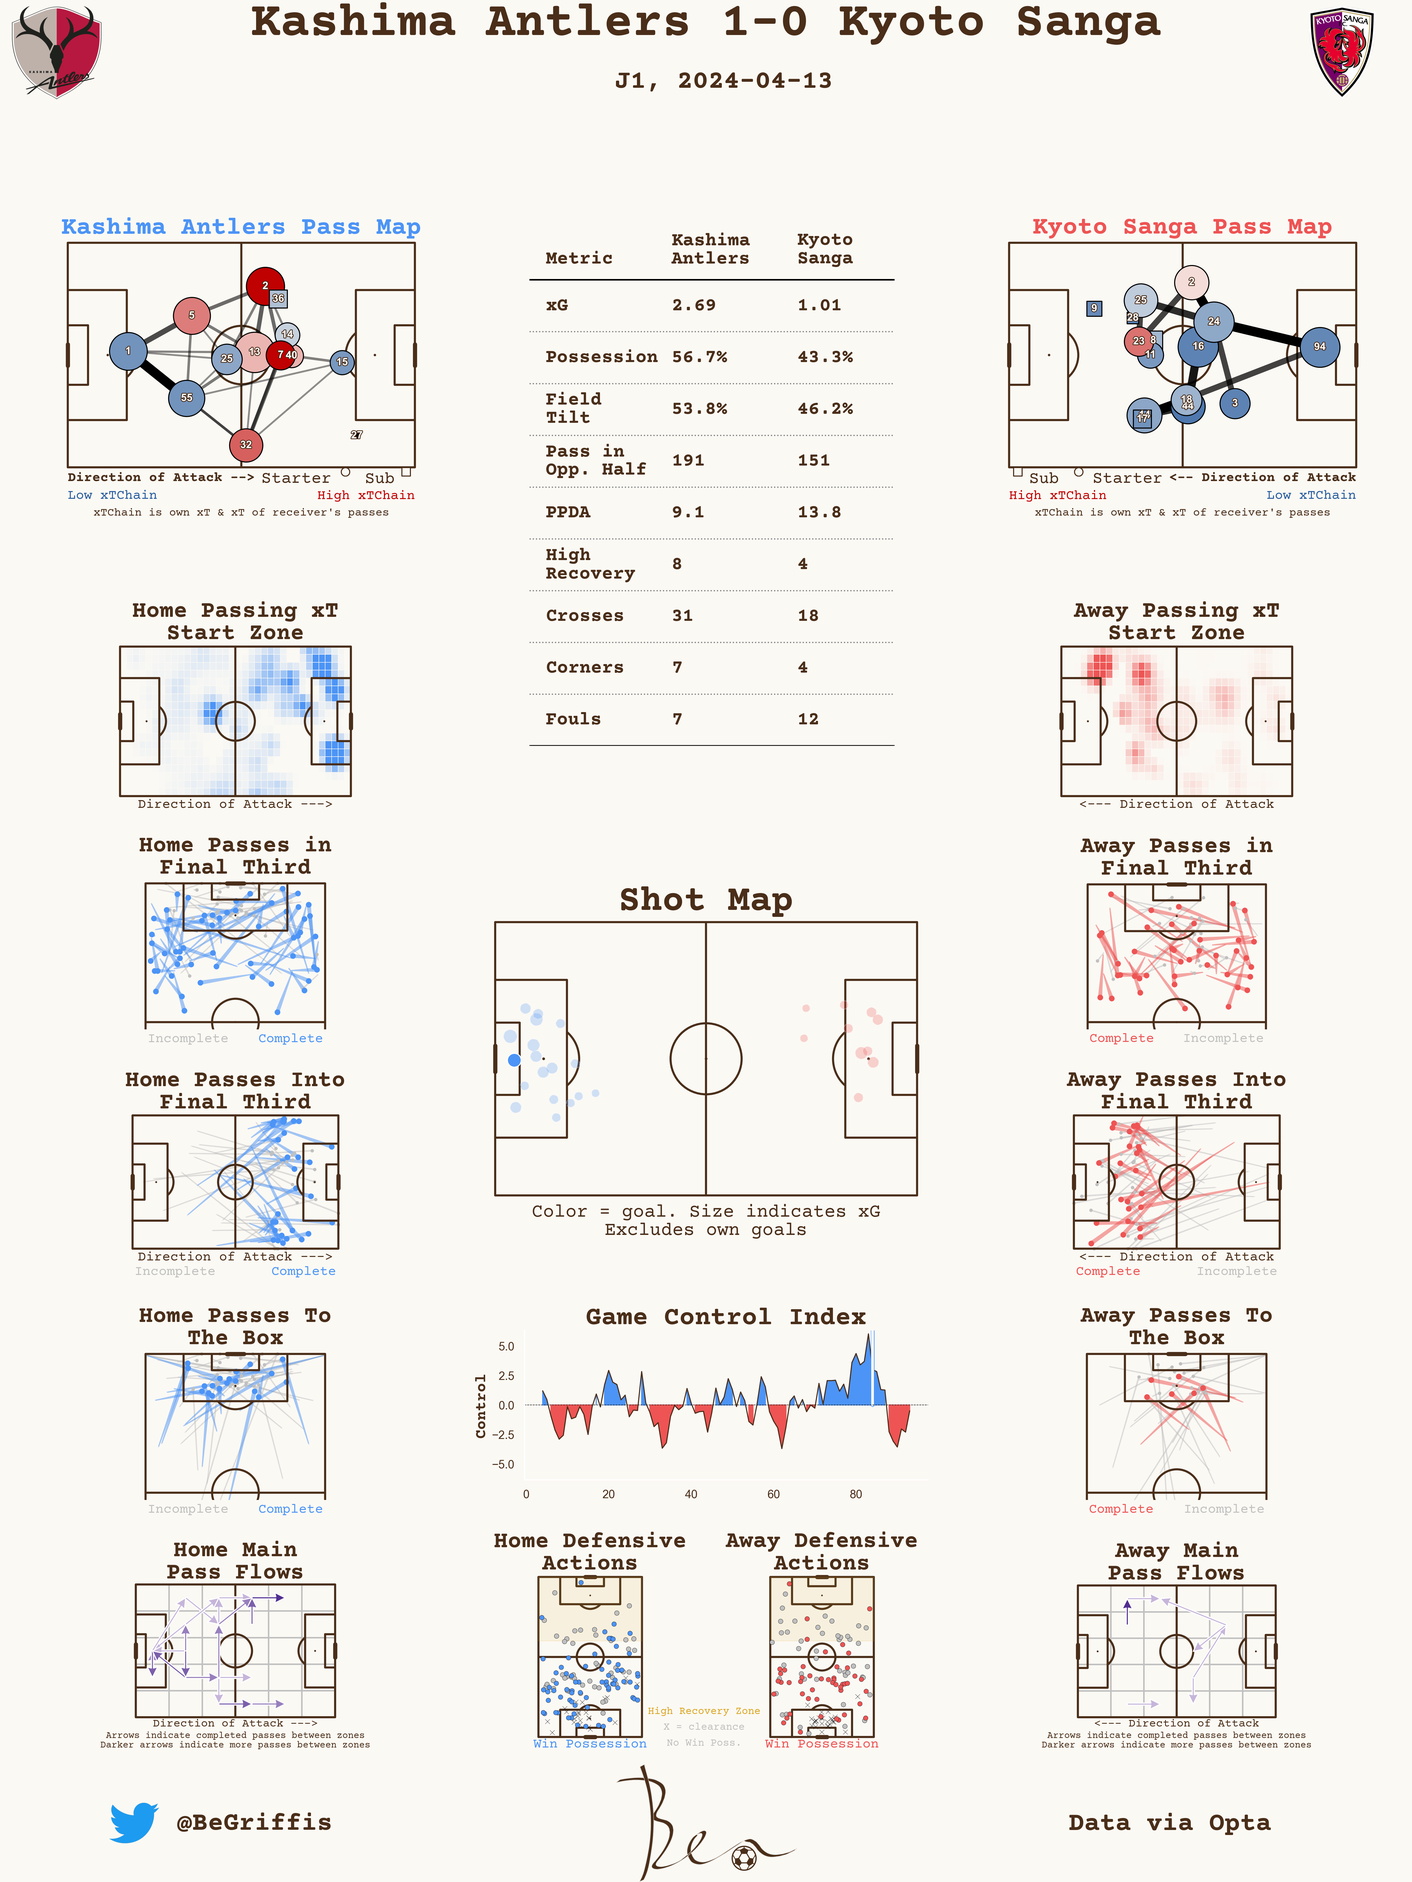 Kashima Antlers 1-0 Kyoto Sanga
J1, 2024-04-13
KASHIMA
Antlers
KYOTO SANGA
Kashima Antlers Pass Map
2
36
5
14
1
25
13
7
40
15
55
32
27
Direction of Attack --> Starter Sub
Low xTChain High xTChain
xTChain is own xT & xT of receiver's passes
Metric Kashima Antlers Kyoto Sanga
xG 2.69 1.01
Possession 56.7% 43.3%
Field Tilt 53.8% 46.2%
Pass in Opp. Half 191 151
PPDA 9.1 13.8
High Recovery 8 4
Crosses 31 18
Corners 7 4
Fouls 7 12
Kyoto Sanga Pass Map
2
25
9
28
24
23
8
11
16
94
18
44
3
17
Sub Starter <-- Direction of Attack
High xTChain Low xTChain
xTChain is own xT & xT of receiver's passes
Home Passing xT
Start Zone
Direction of Attack --->
Away Passing xT
Start Zone
<--- Direction of Attack
Home Passes in
Final Third
Incomplete Complete
Away Passes in
Final Third
Complete Incomplete
Shot Map
Color = goal. Size indicates xG
Excludes own goals
Home Passes Into
Final Third
Direction of Attack --->
Incomplete Complete
Away Passes Into
Final Third
<--- Direction of Attack
Complete Incomplete
Home Passes To
The Box
Incomplete Complete
Game Control Index
Control
5.0
2.5
0.0
−2.5
−5.0
0 20 40 60 80
Away Passes To
The Box
Complete Incomplete
Home Main
Pass Flows
Direction of Attack --->
Arrows indicate completed passes between zones
Darker arrows indicate more passes between zones
Home Defensive
Actions
Win Possession
Away Defensive
Actions
Win Possession
High Recovery Zone
X = clearance
No Win Poss.
Away Main
Pass Flows
<--- Direction of Attack
Arrows indicate completed passes between zones
Darker arrows indicate more passes between zones
@BeGriffis
Ben
Data via Opta